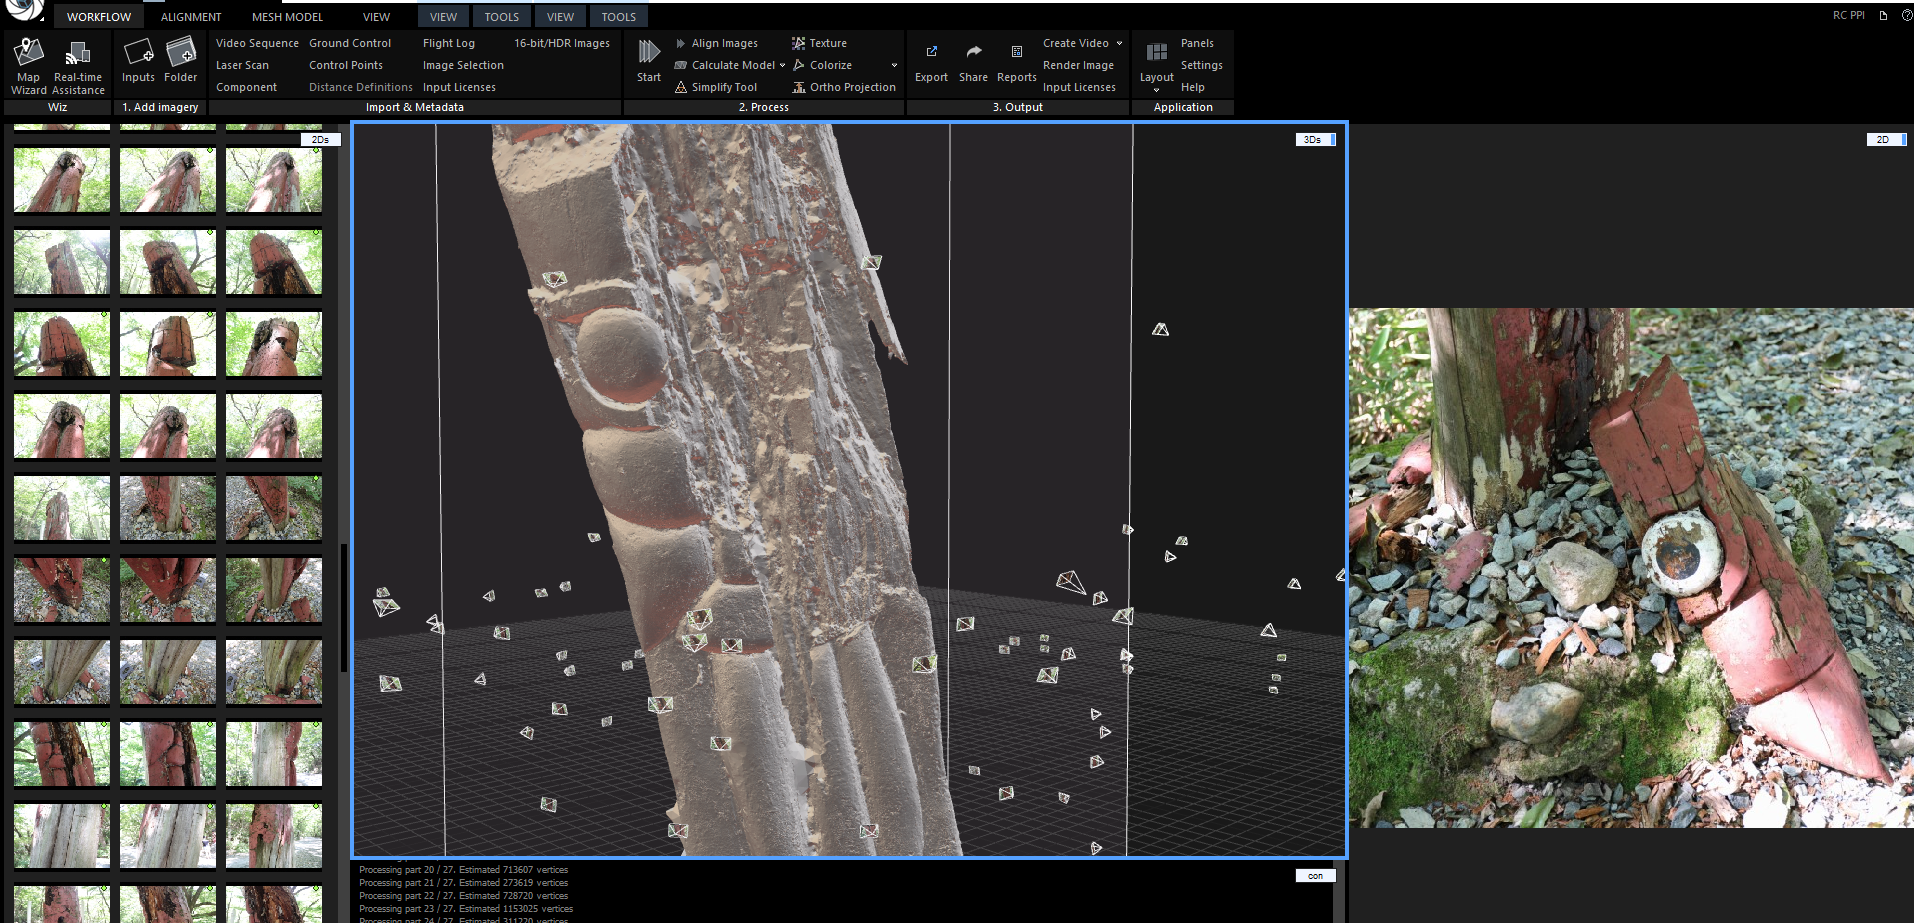 WORKFLOW ALIGNMENT MESH MODEL VIEW VIEW TOOLS VIEW TOOLS RC PPI
Map Wizard
Real-time Assistance
Wiz
Inputs
Folder
1. Add imagery
Video Sequence Ground Control Flight Log 16-bit/HDR Images
Laser Scan Control Points Image Selection
Component Distance Definitions Input Licenses
Import & Metadata
Start
Align Images Texture
Calculate Model Colorize
Simplify Tool Ortho Projection
2. Process
Export Share Reports
Create Video
Render Image
Input Licenses
3. Output
Layout
Panels
Settings
Help
Application
2Ds
3Ds
2D
Processing part 20 / 27. Estimated 713607 vertices
Processing part 21 / 27. Estimated 273619 vertices
Processing part 22 / 27. Estimated 728720 vertices
Processing part 23 / 27. Estimated 1153025 vertices
Processing part 24 / 27. Estimated 311220 vertices
con